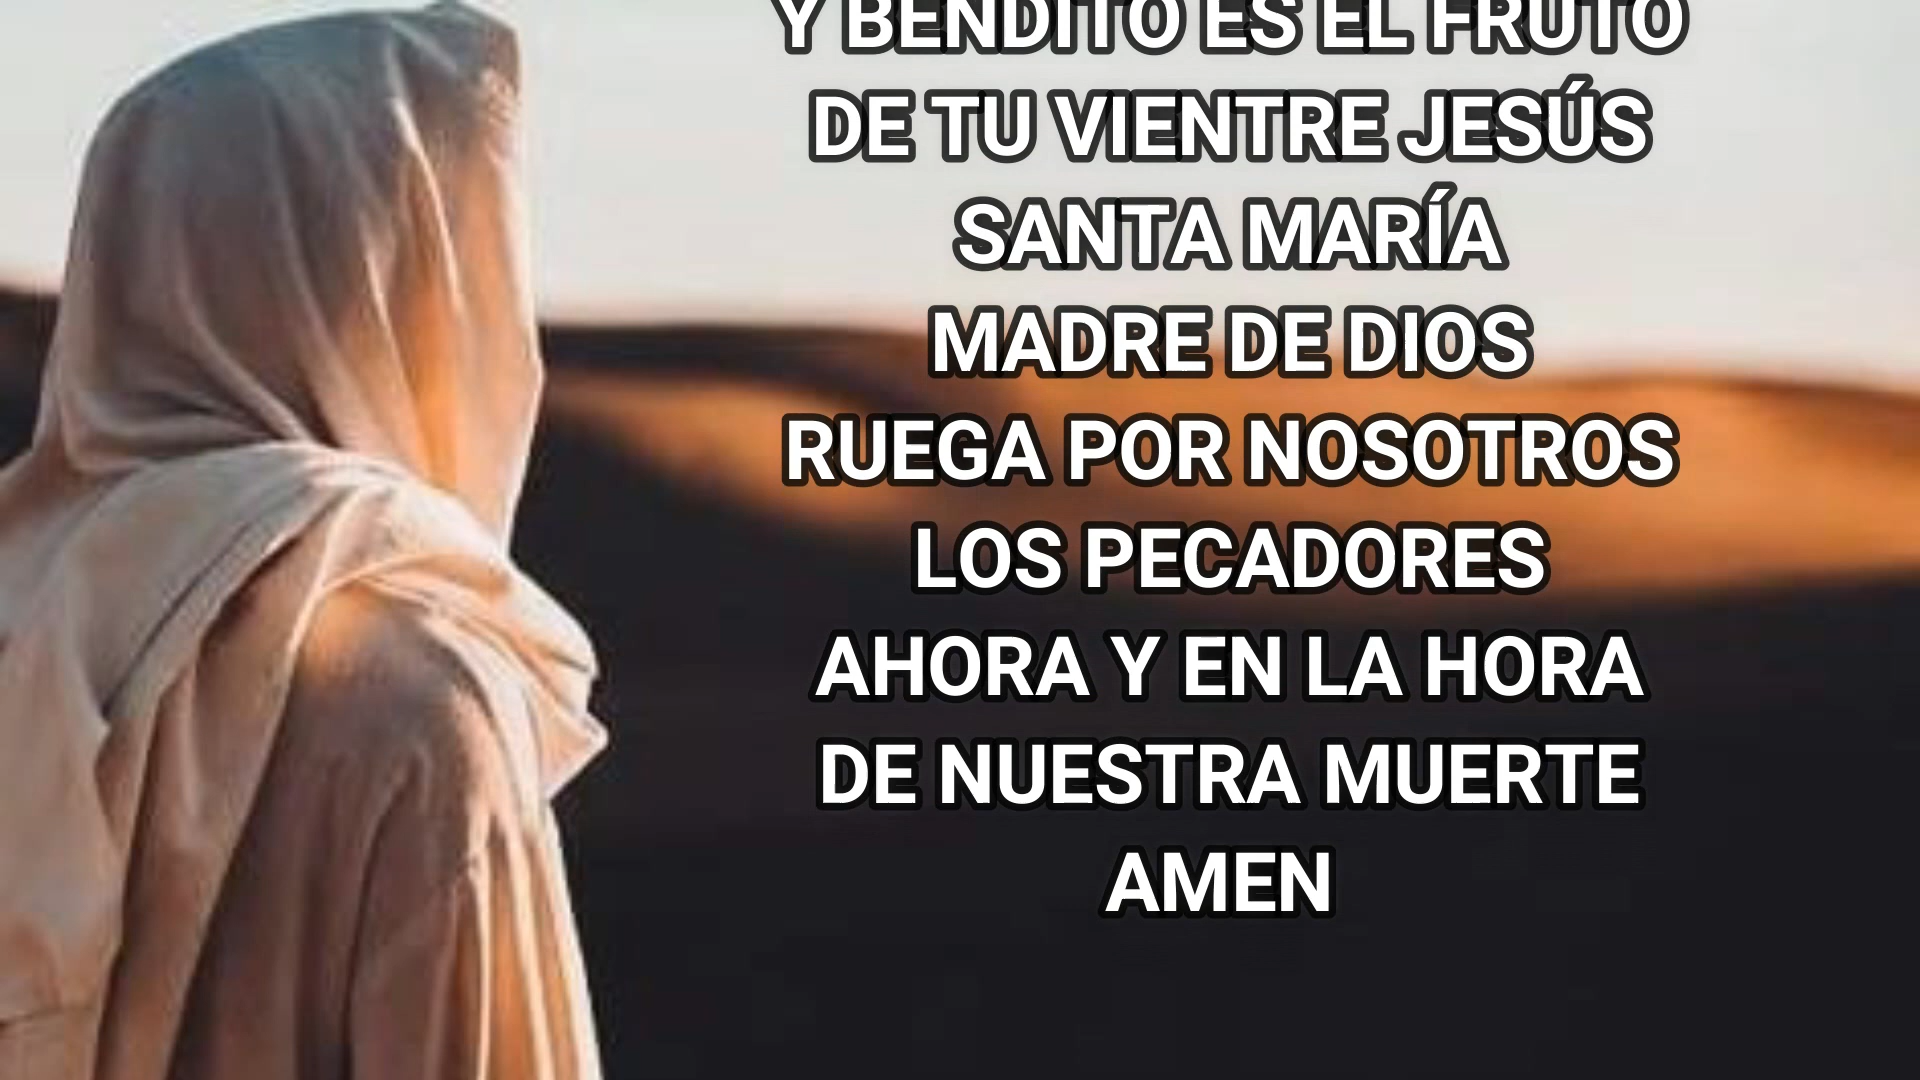 Y BENDITO ES EL FRUTO
DE TU VIENTRE JESÚS
SANTA MARÍA
MADRE DE DIOS
RUEGA POR NOSOTROS
LOS PECADORES
AHORA Y EN LA HORA
DE NUESTRA MUERTE
AMEN